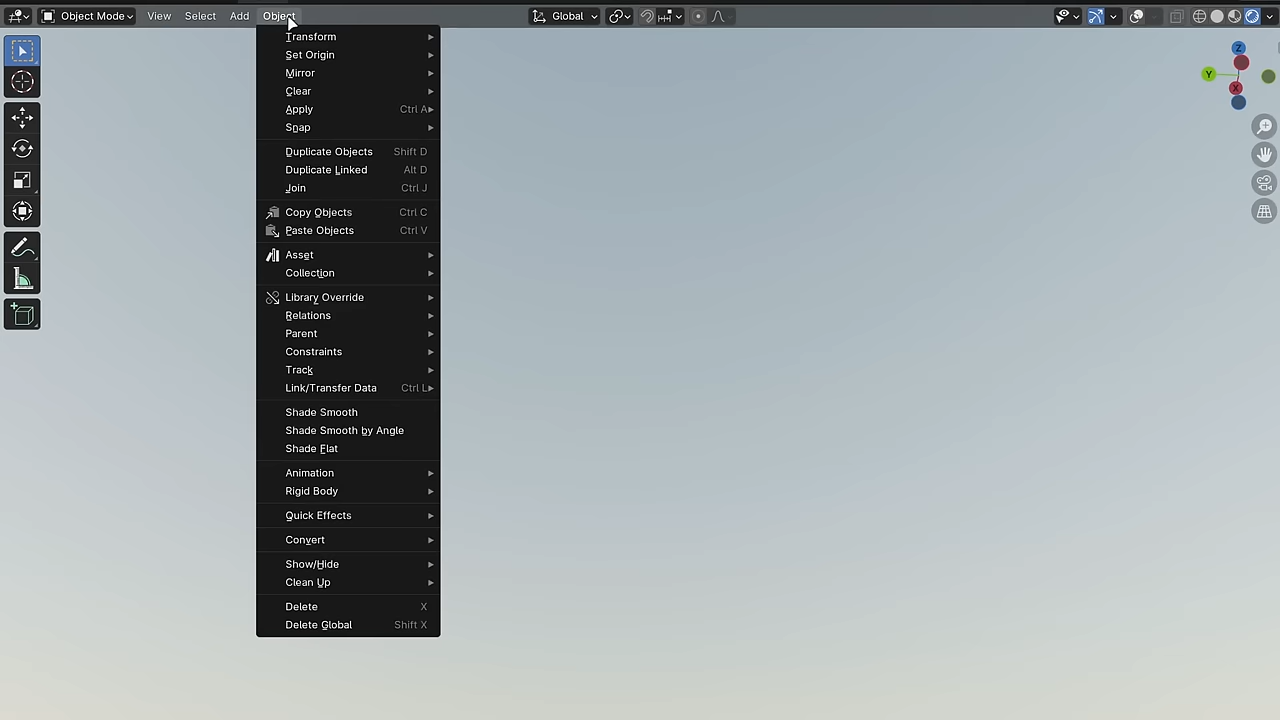 Object Mode View Select Add Object Global
Transform
Set Origin
Mirror
Clear
Apply Ctrl A
Snap
Duplicate Objects Shift D
Duplicate Linked Alt D
Join Ctrl J
Copy Objects Ctrl C
Paste Objects Ctrl V
Asset
Collection
Library Override
Relations
Parent
Constraints
Track
Link/Transfer Data Ctrl L
Shade Smooth
Shade Smooth by Angle
Shade Flat
Animation
Rigid Body
Quick Effects
Convert
Show/Hide
Clean Up
Delete X
Delete Global Shift X
Z
Y
X